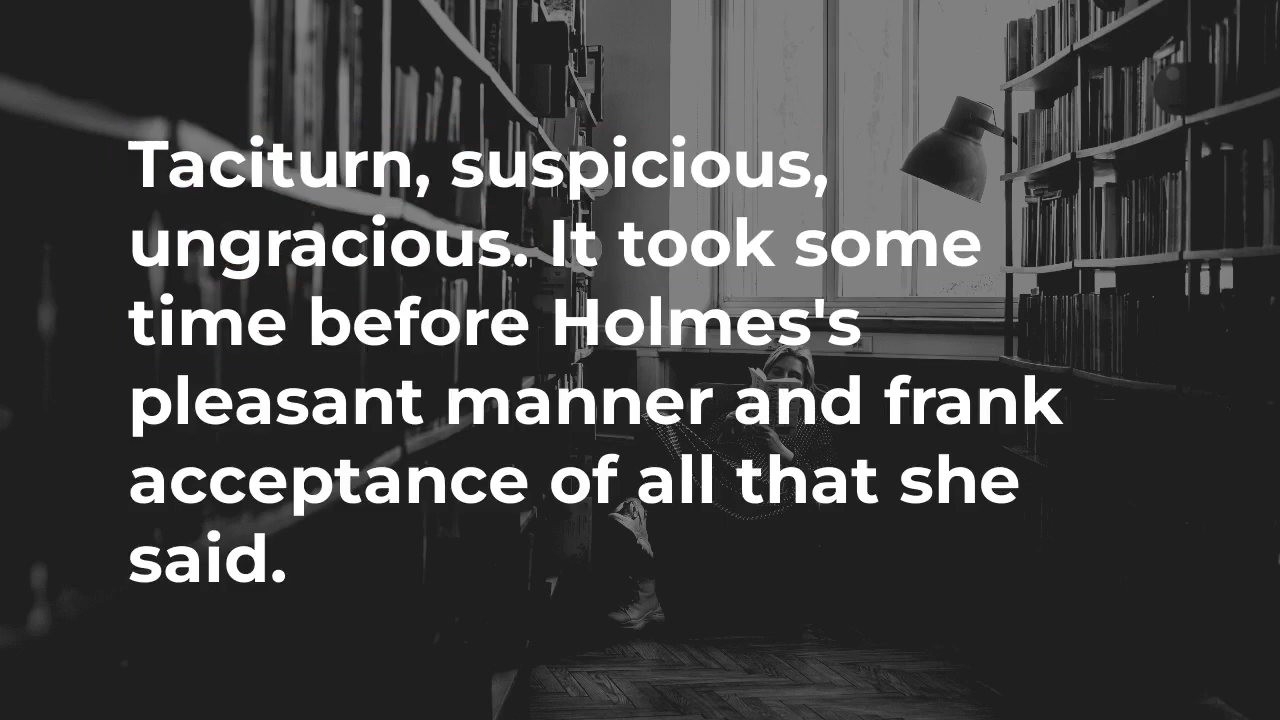 Taciturn, suspicious,
ungracious. It took some
time before Holmes's
pleasant manner and frank
acceptance of all that she
said.